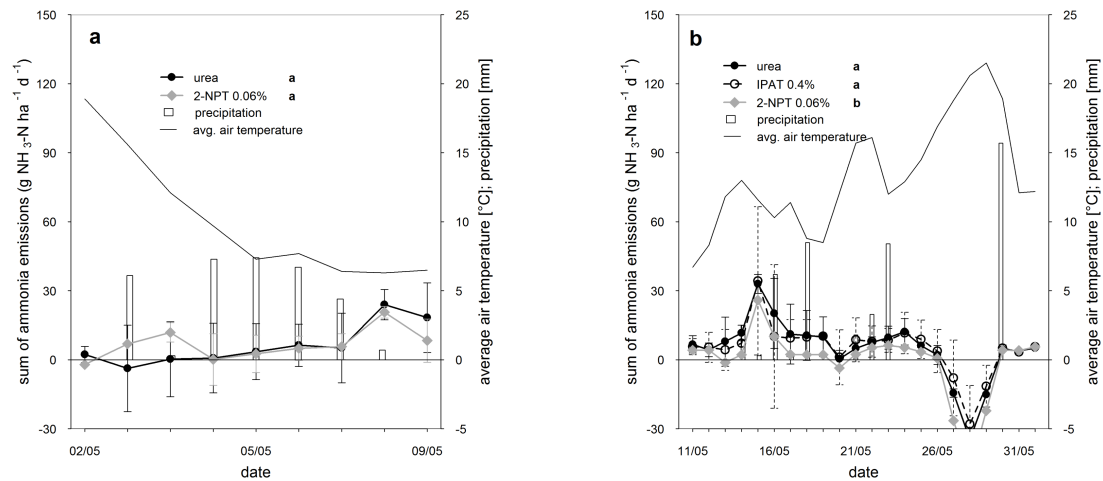 a
urea a
2-NPT 0.06% a
precipitation
avg. air temperature
150
120
90
60
30
0
-30
25
20
15
10
5
0
-5
02/05 05/05 09/05
date
sum of ammonia emissions (g NH 3-N ha -1 d-1)
average air temperature [°C]; precipitation [mm]
b
urea a
IPAT 0.4% a
2-NPT 0.06% b
precipitation
avg. air temperature
150
120
90
60
30
0
-30
25
20
15
10
5
0
-5
11/05 16/05 21/05 26/05 31/05
date
sum of ammonia emissions (g NH 3-N ha -1 d-1)
average air temperature [°C]; precipitation [mm]